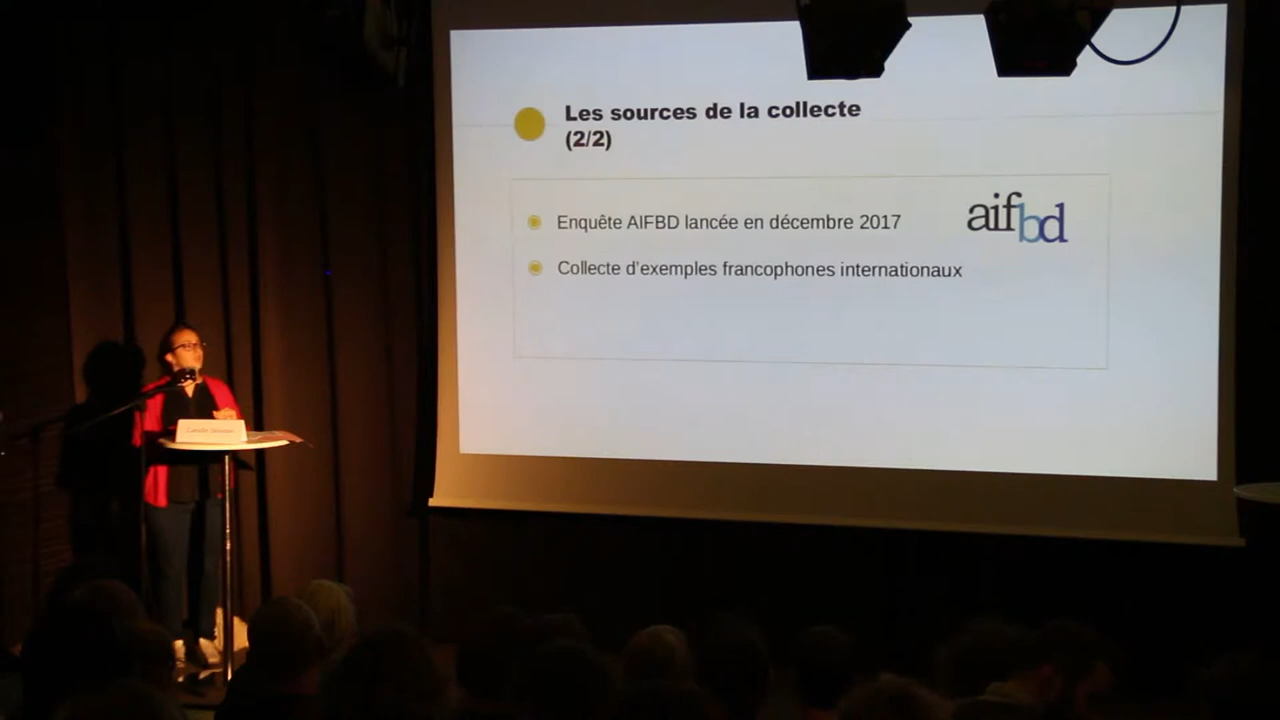 Les sources de la collecte
(2/2)
Enquête AIFBD lancée en décembre 2017
aifbd
Collecte d'exemples francophones internationaux